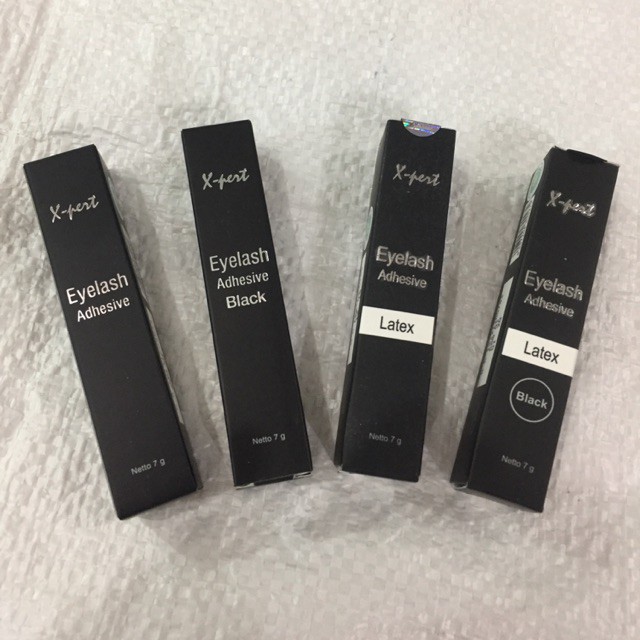 X-pert
Eyelash
Adhesive
Netto 7 g
X-pert
Eyelash
Adhesive
Black
Netto 7 g
X-pert
Eyelash
Adhesive
Latex
Netto 7 g
X-pert
Eyelash
Adhesive
Latex
Black
Netto 7 g